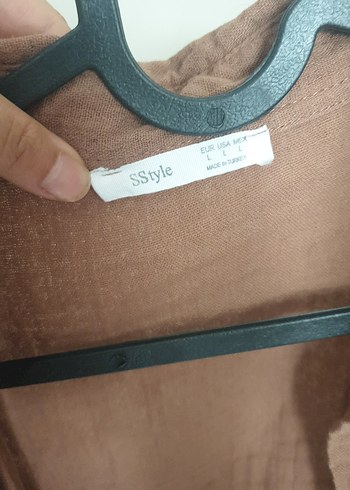 SStyle
EUR USA MEX
L L L
MADE IN TURKEY